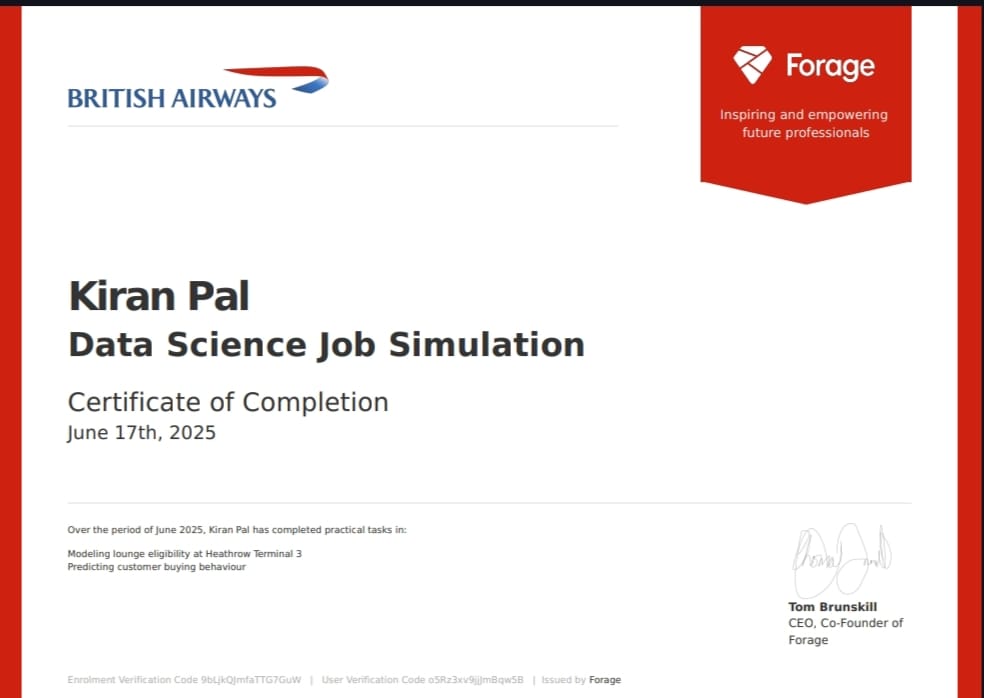 BRITISH AIRWAYS
Forage
Inspiring and empowering
future professionals
Kiran Pal
Data Science Job Simulation
Certificate of Completion
June 17th, 2025
Over the period of June 2025, Kiran Pal has completed practical tasks in:
Modeling lounge eligibility at Heathrow Terminal 3
Predicting customer buying behaviour
Tom Brunskill
CEO, Co-Founder of
Forage
Enrolment Verification Code 9bLjkQJmfaTTG7GuW | User Verification Code o5Rz3xv9jjJmBqw5B | Issued by Forage